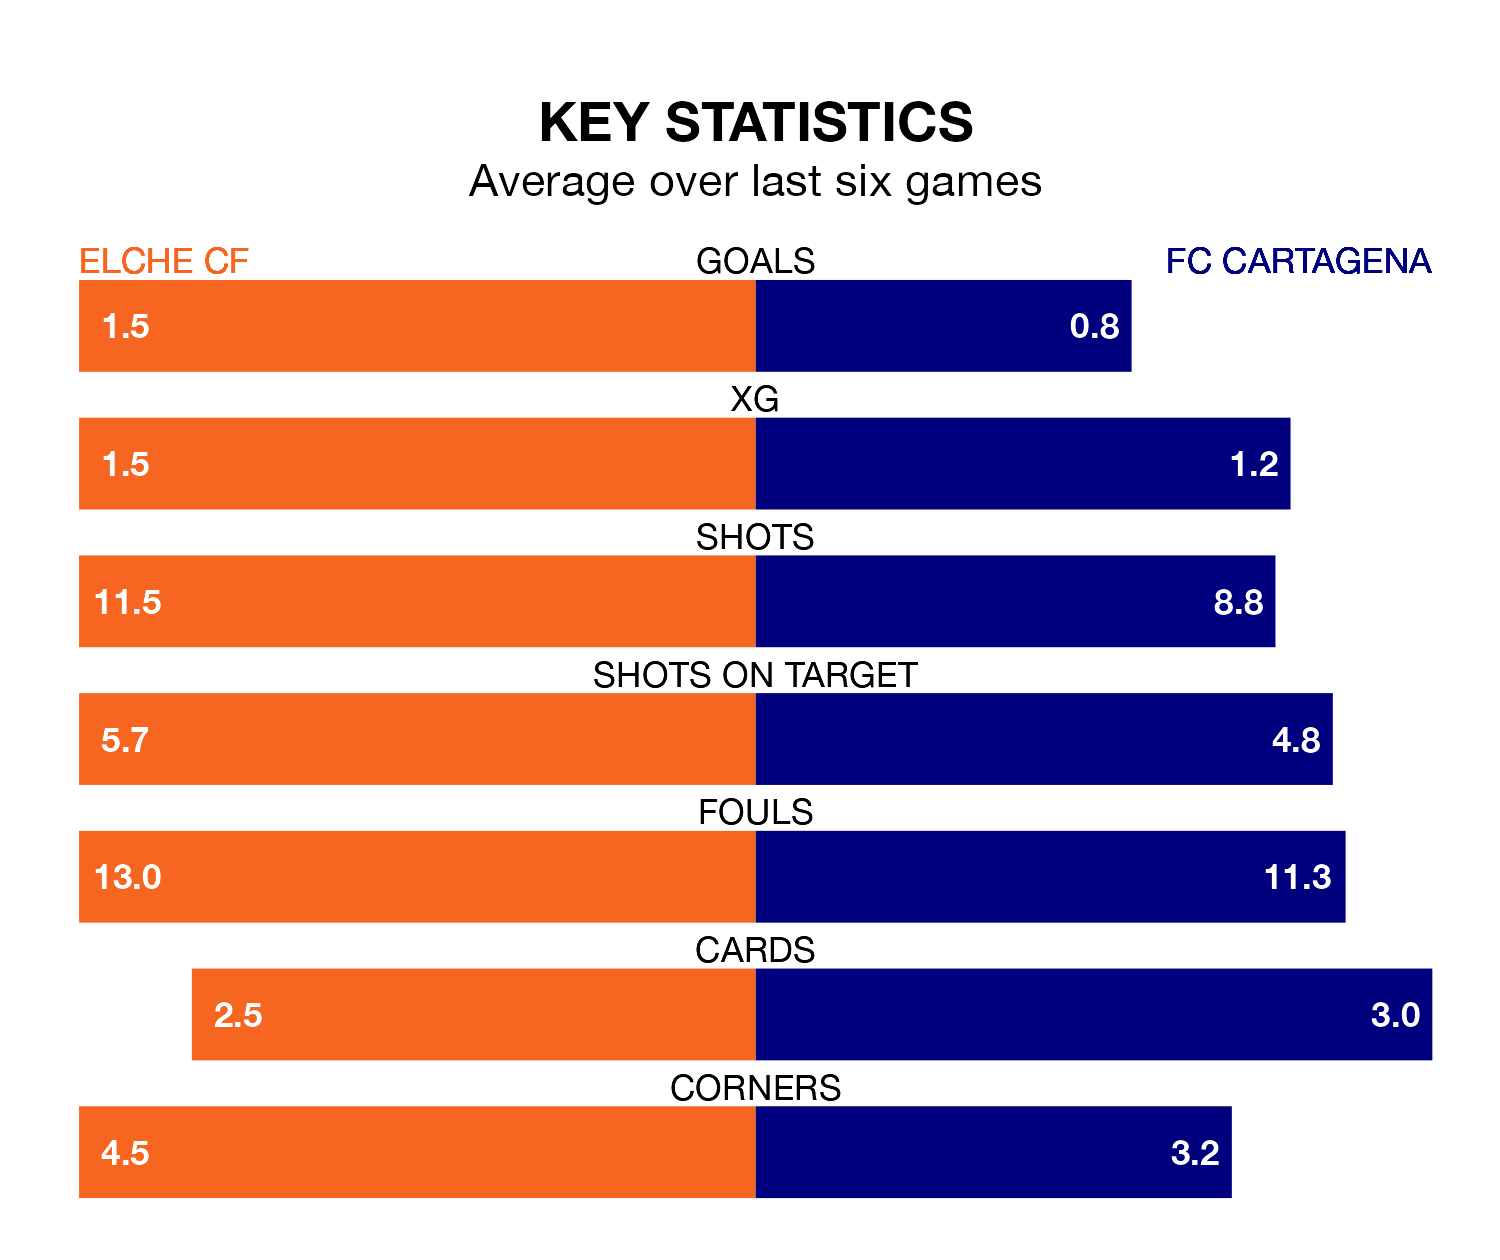 KEY STATISTICS
Average over last six games
ELCHE CF GOALS FC CARTAGENA
1.5 0.8
XG
1.5 1.2
SHOTS
11.5 8.8
SHOTS ON TARGET
5.7 4.8
FOULS
13.0 11.3
CARDS
2.5 3.0
CORNERS
4.5 3.2